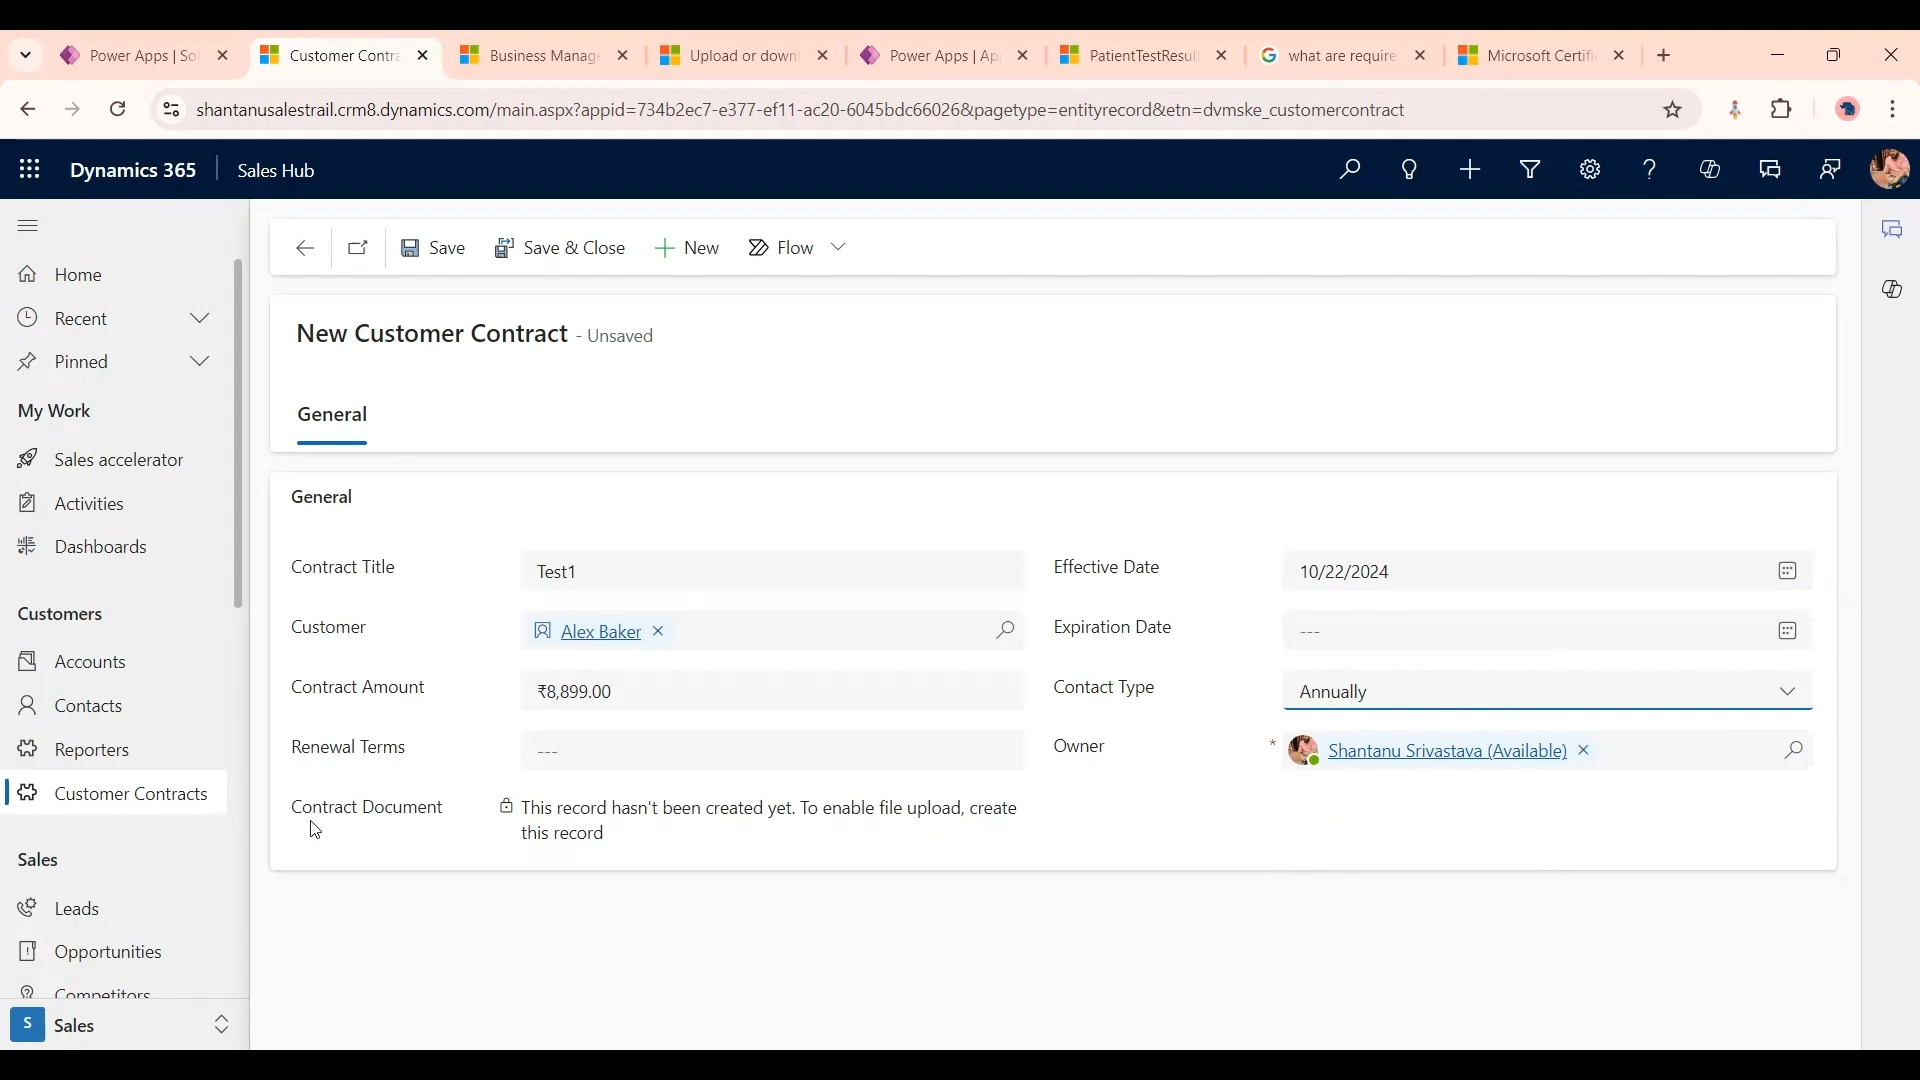 Power Apps | Sol
Customer Contra
Business Manage
Upload or downl
Power Apps | Ap
PatientTestResult
what are require
Microsoft Certifi
shantanusalestrail.crm8.dynamics.com/main.aspx?appid=734b2ec7-e377-ef11-ac20-6045bdc66026&pagetype=entityrecord&etn=dvmske_customercontract
Dynamics 365
Sales Hub
Save
Save & Close
New
Flow
Home
Recent
Pinned
My Work
Sales accelerator
Activities
Dashboards
Customers
Accounts
Contacts
Reporters
Customer Contracts
Sales
Leads
Opportunities
Competitors
S Sales
New Customer Contract - Unsaved
General
General
Contract Title
Test1
Effective Date
10/22/2024
Customer
Alex Baker
Expiration Date
---
Contract Amount
₹8,899.00
Contact Type
Annually
Renewal Terms
---
Owner
* Shantanu Srivastava (Available)
Contract Document
This record hasn't been created yet. To enable file upload, create
this record